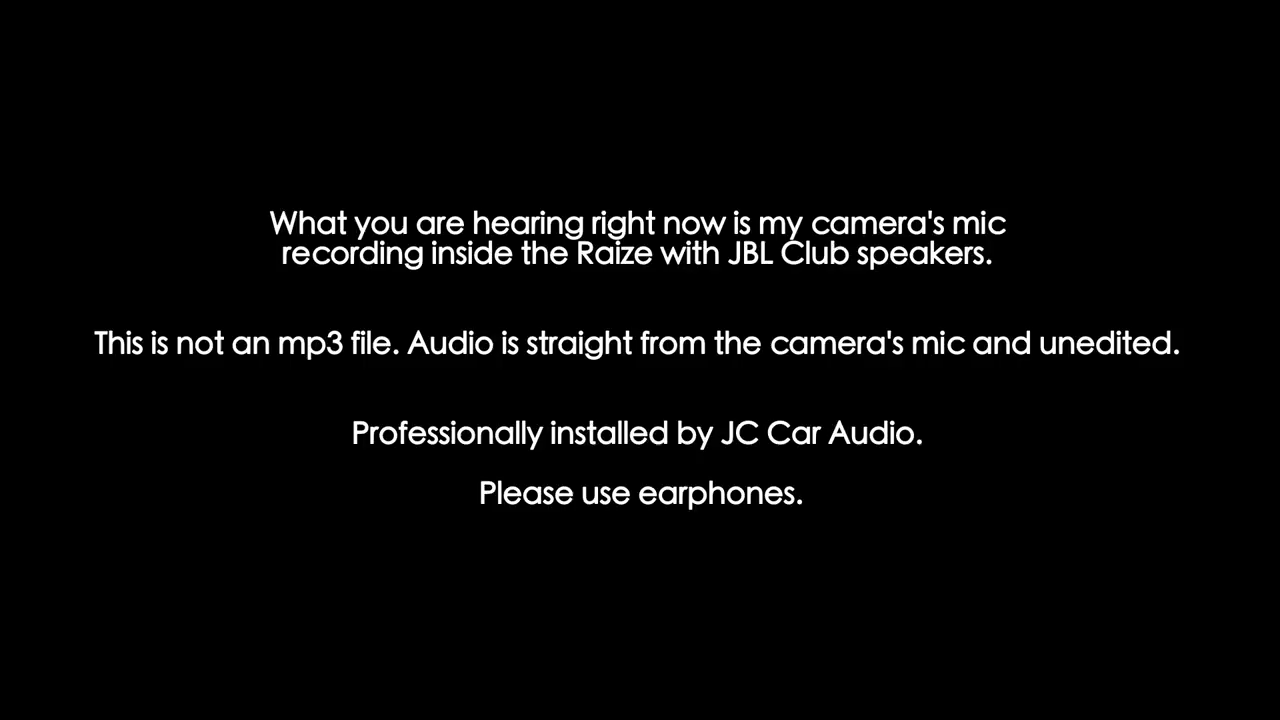 What you are hearing right now is my camera's mic
recording inside the Raize with JBL Club speakers.
This is not an mp3 file. Audio is straight from the camera's mic and unedited.
Professionally installed by JC Car Audio.
Please use earphones.